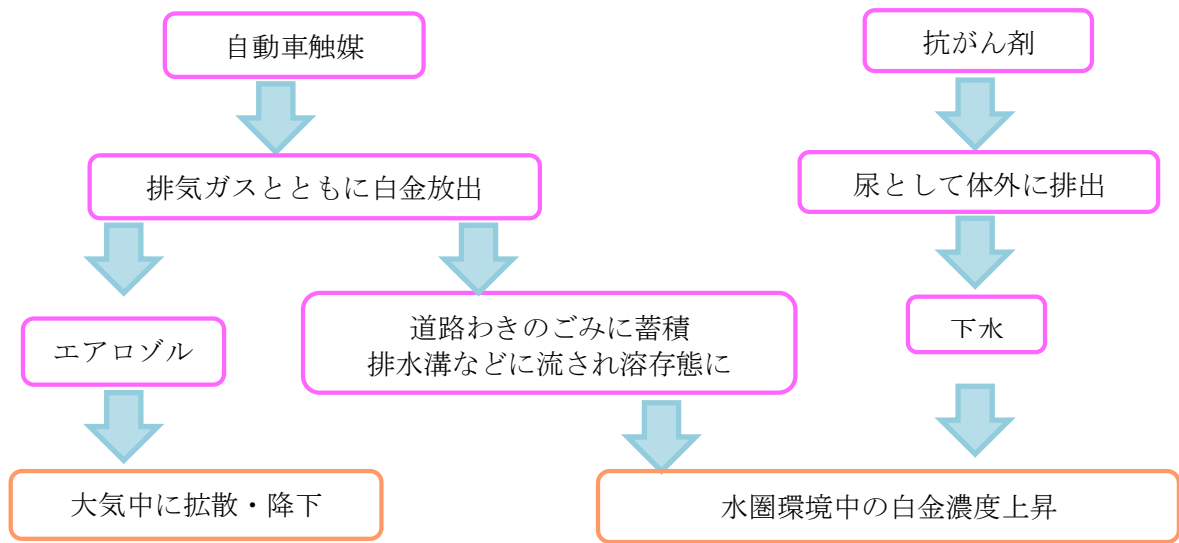 自動車触媒
抗がん剤
排気ガスとともに白金放出
尿として体外に排出
エアロゾル
道路わきのごみに蓄積
排水溝などに流され溶存態に
下水
大気中に拡散・降下
水圏環境中の白金濃度上昇